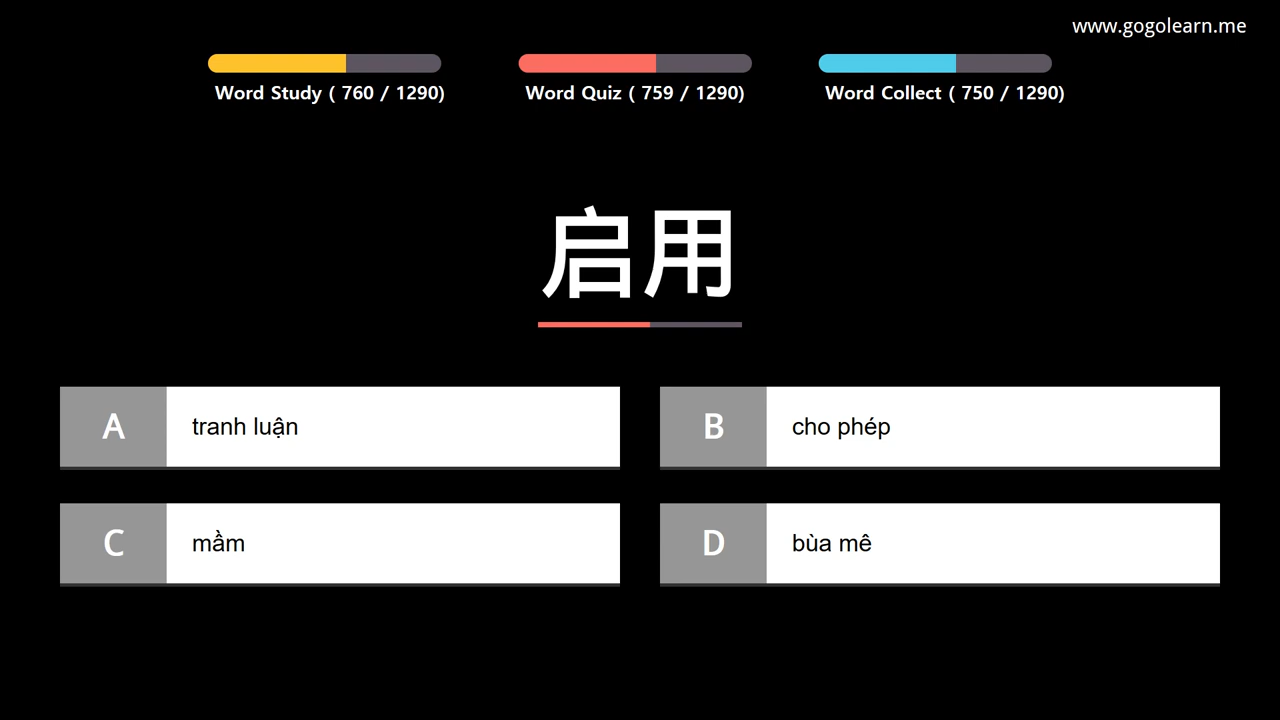 www.gogolearn.me
Word Study ( 760 / 1290)
Word Quiz ( 759 / 1290)
Word Collect ( 750 / 1290)
启用
A
tranh luận
B
cho phép
C
mầm
D
bùa mê